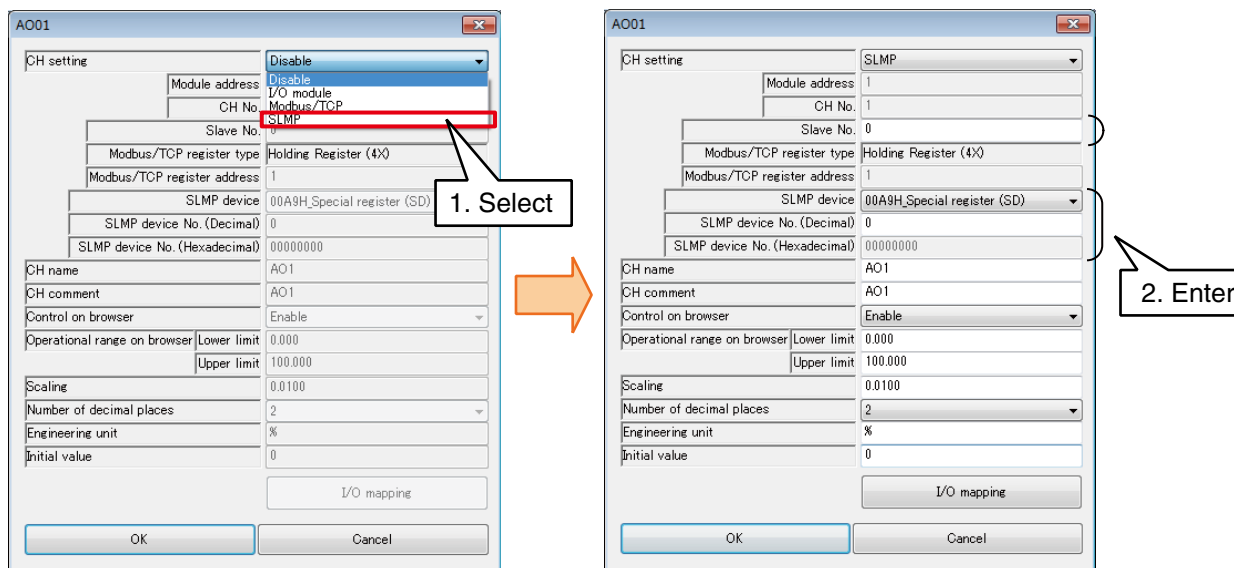 AO01
CH setting Disable
Disable
Module address
I/O module
CH No. Modbus/TCP
SLMP
Slave No. 0
Modbus/TCP register type Holding Register (4X)
Modbus/TCP register address 1
SLMP device 00A9H_Special register (SD)
SLMP device No. (Decimal) 0
SLMP device No. (Hexadecimal) 00000000
CH name AO1
CH comment AO1
Control on browser Enable
Operational range on browser Lower limit 0.000
Upper limit 100.000
Scaling 0.0100
Number of decimal places 2
Engineering unit %
Initial value 0
I/O mapping
OK Cancel
1. Select
AO01
CH setting SLMP
Module address 1
CH No. 1
Slave No. 0
Modbus/TCP register type Holding Register (4X)
Modbus/TCP register address 1
SLMP device 00A9H_Special register (SD)
SLMP device No. (Decimal) 0
SLMP device No. (Hexadecimal) 00000000
CH name AO1
CH comment AO1
Control on browser Enable
Operational range on browser Lower limit 0.000
Upper limit 100.000
Scaling 0.0100
Number of decimal places 2
Engineering unit %
Initial value 0
I/O mapping
OK Cancel
2. Enter